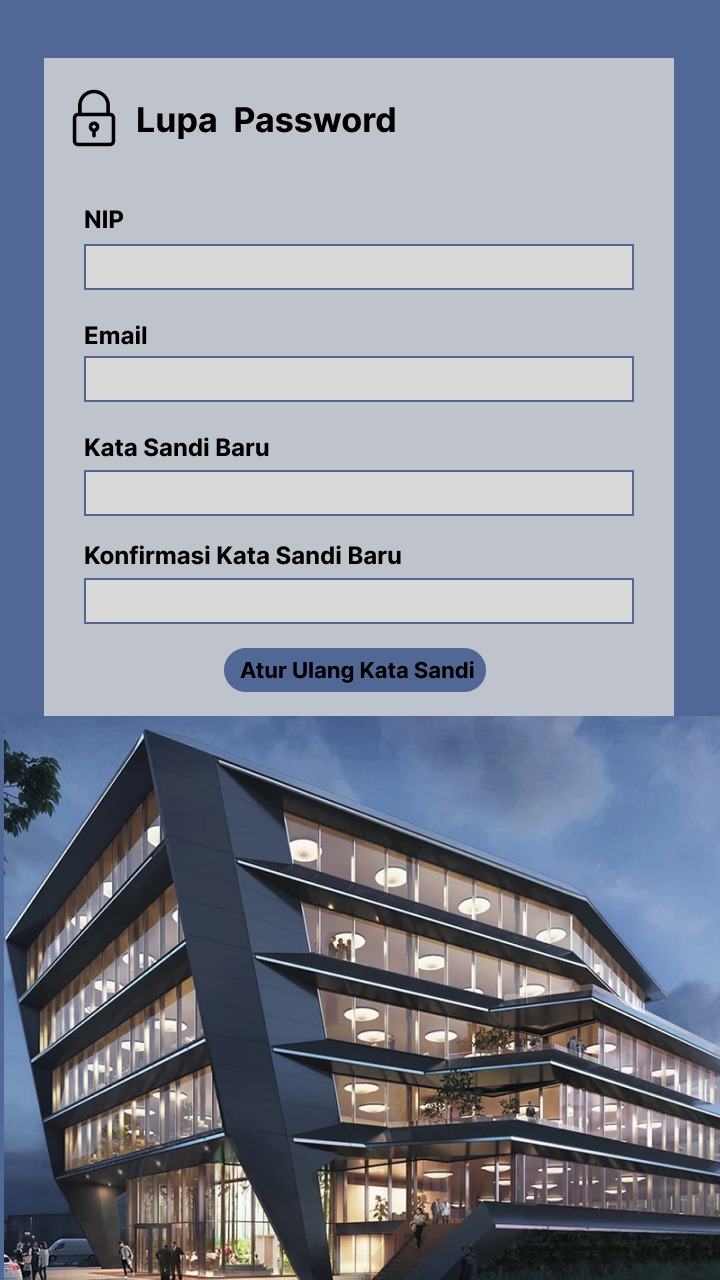 Lupa Password
NIP
Email
Kata Sandi Baru
Konfirmasi Kata Sandi Baru
Atur Ulang Kata Sandi